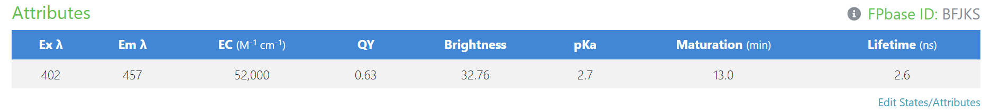 Attributes
FPbase ID: BFJKS
Ex λ Em λ EC (M⁻¹ cm⁻¹) QY Brightness pKa Maturation (min) Lifetime (ns)
402 457 52,000 0.63 32.76 2.7 13.0 2.6
Edit States/Attributes